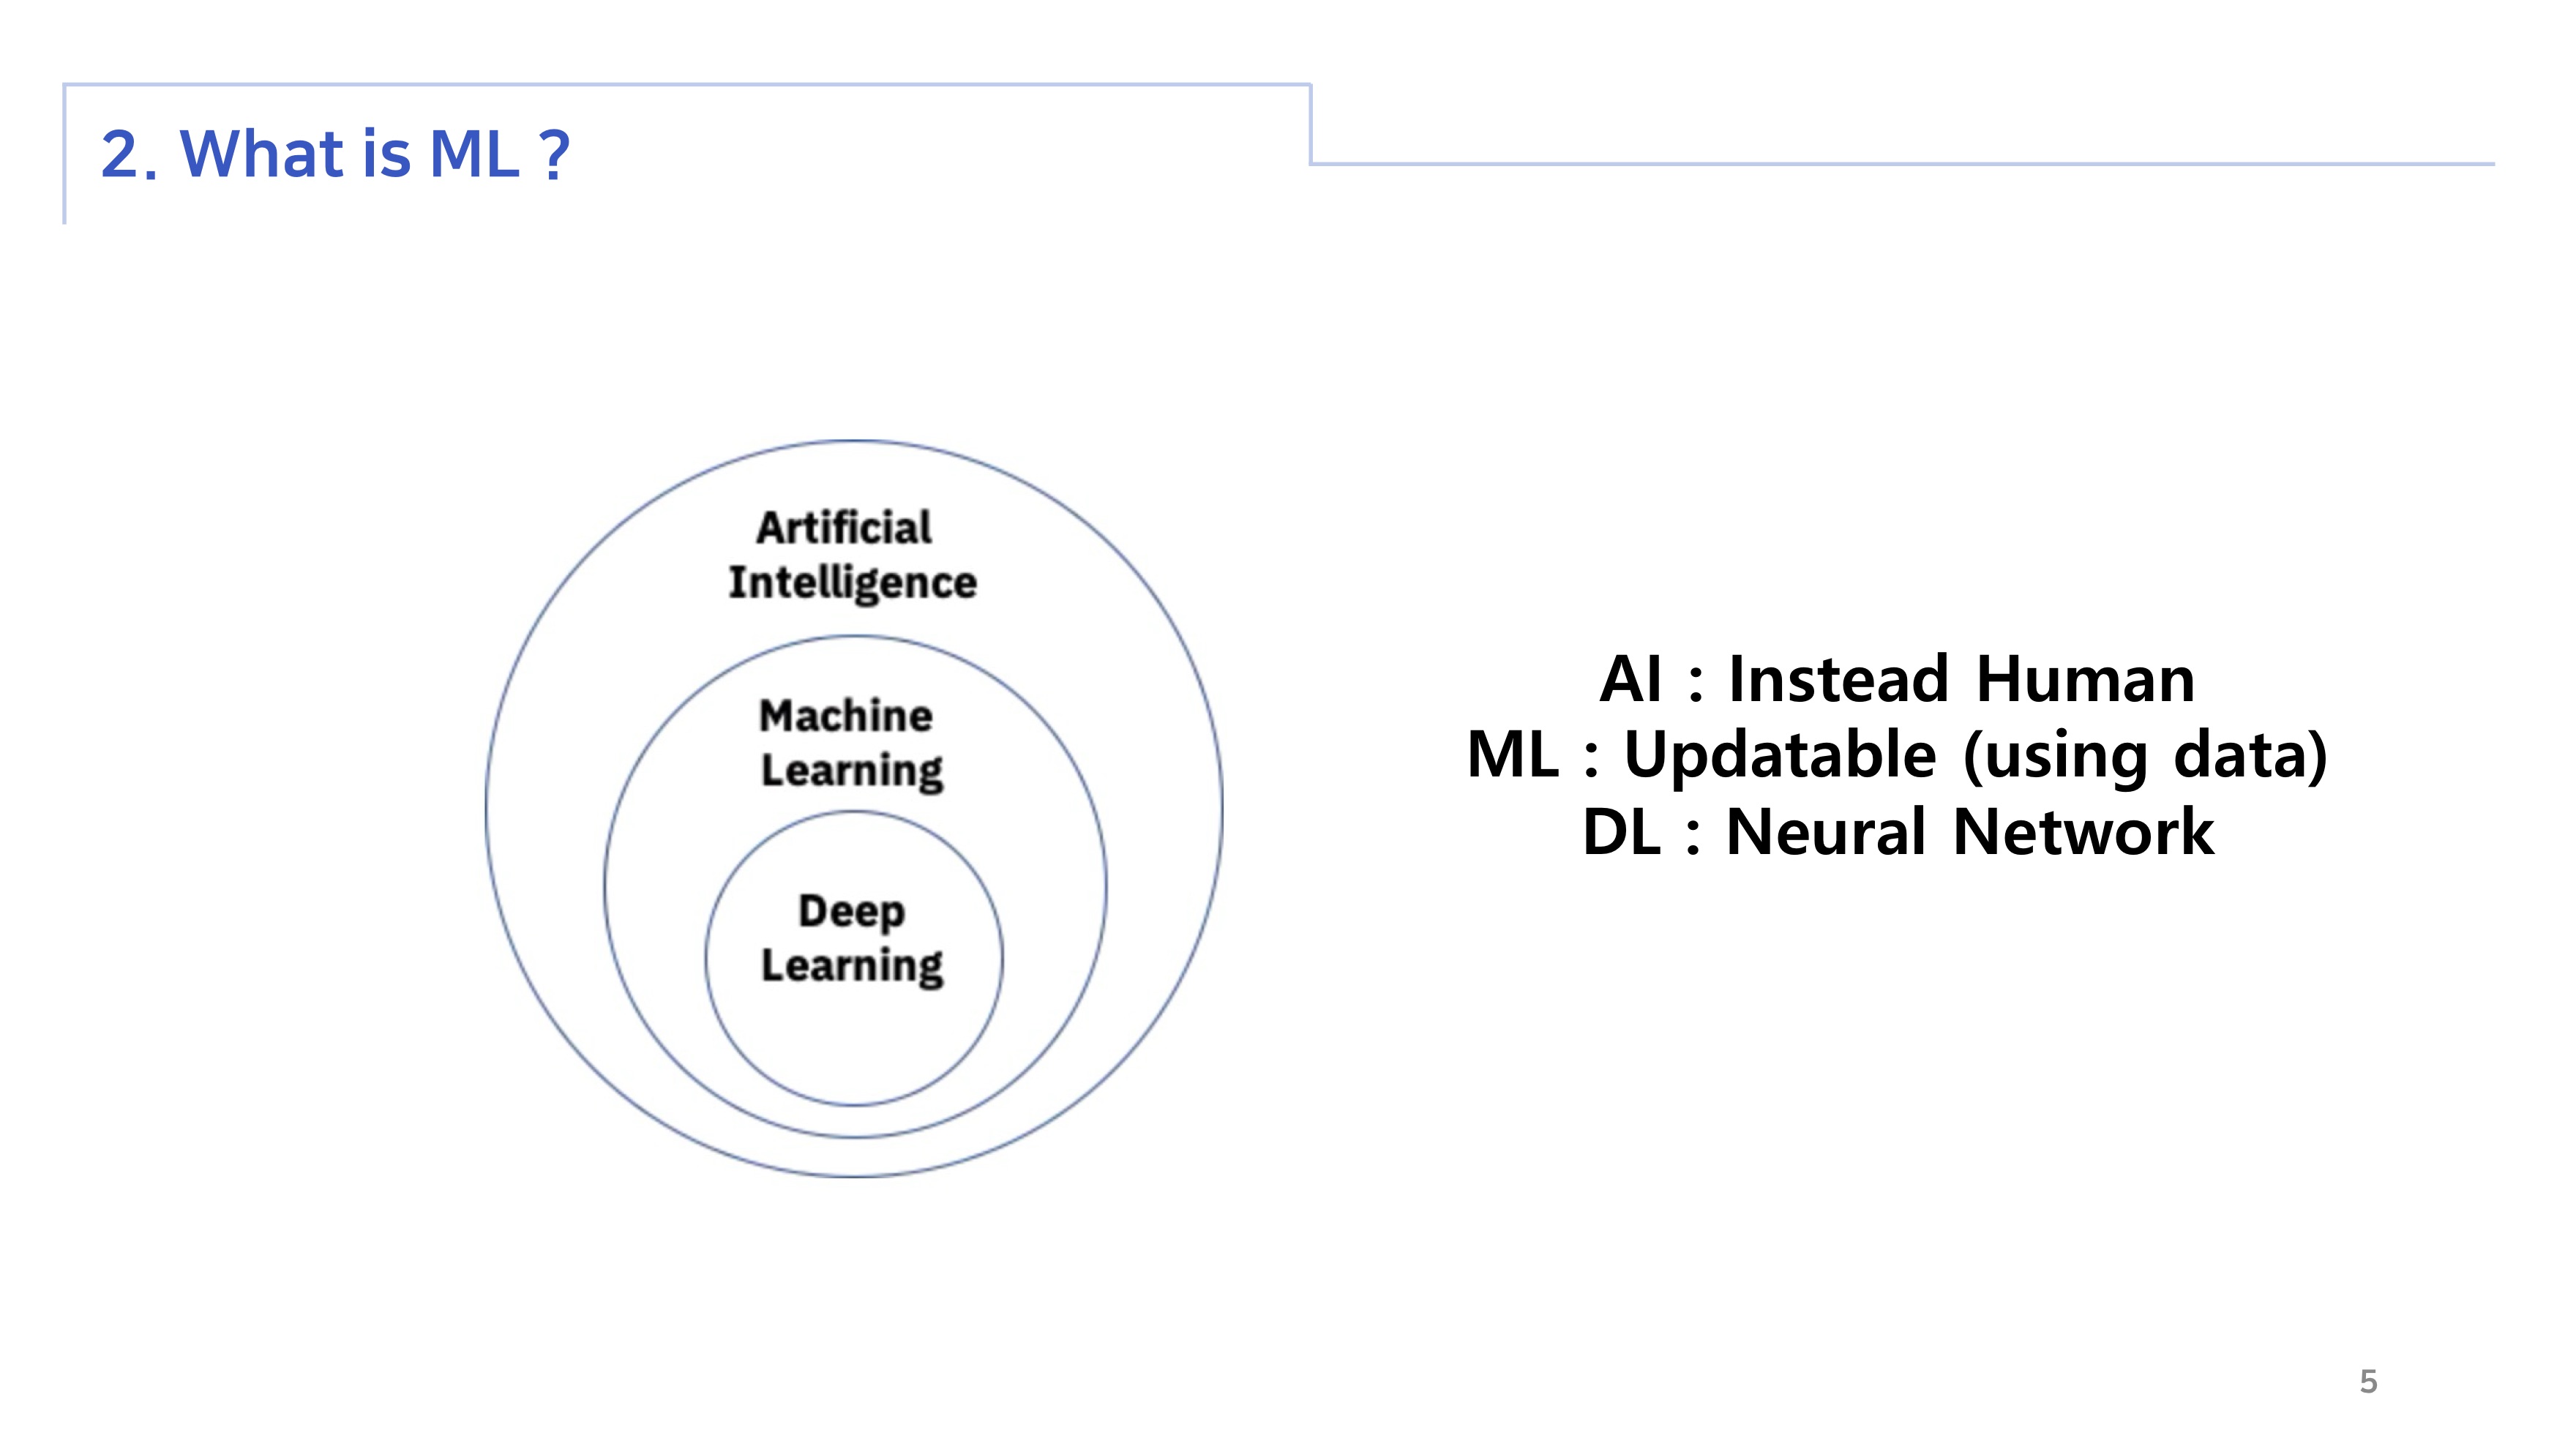 2. What is ML ?
Artificial
Intelligence
Machine
Learning
Deep
Learning
AI : Instead Human
ML : Updatable (using data)
DL : Neural Network
5